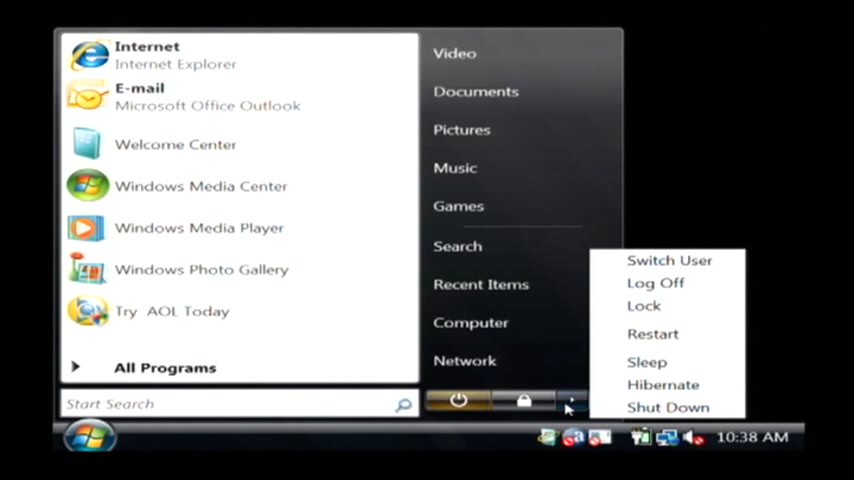 Internet
Internet Explorer
E-mail
Microsoft Office Outlook
Welcome Center
Windows Media Center
Windows Media Player
Windows Photo Gallery
Try AOL Today
All Programs
Start Search
Video
Documents
Pictures
Music
Games
Search
Recent Items
Computer
Network
Switch User
Log Off
Lock
Restart
Sleep
Hibernate
Shut Down
10:38 AM